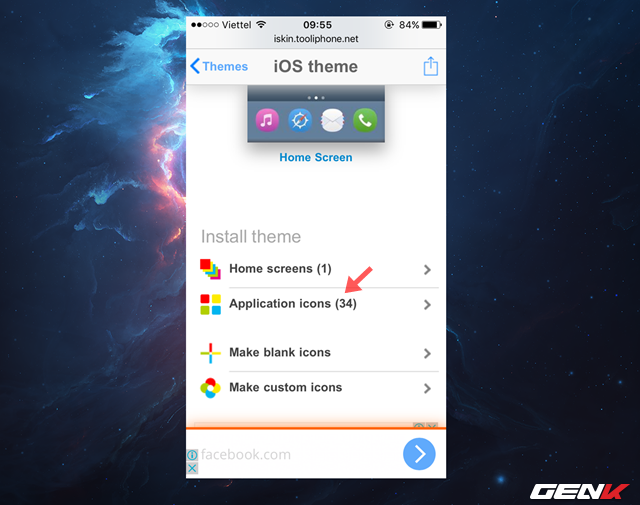 Viettel 09:55 84%
iskin.tooliphone.net
Themes iOS theme
Home Screen
Install theme
Home screens (1)
Application icons (34)
Make blank icons
Make custom icons
facebook.com
GENK